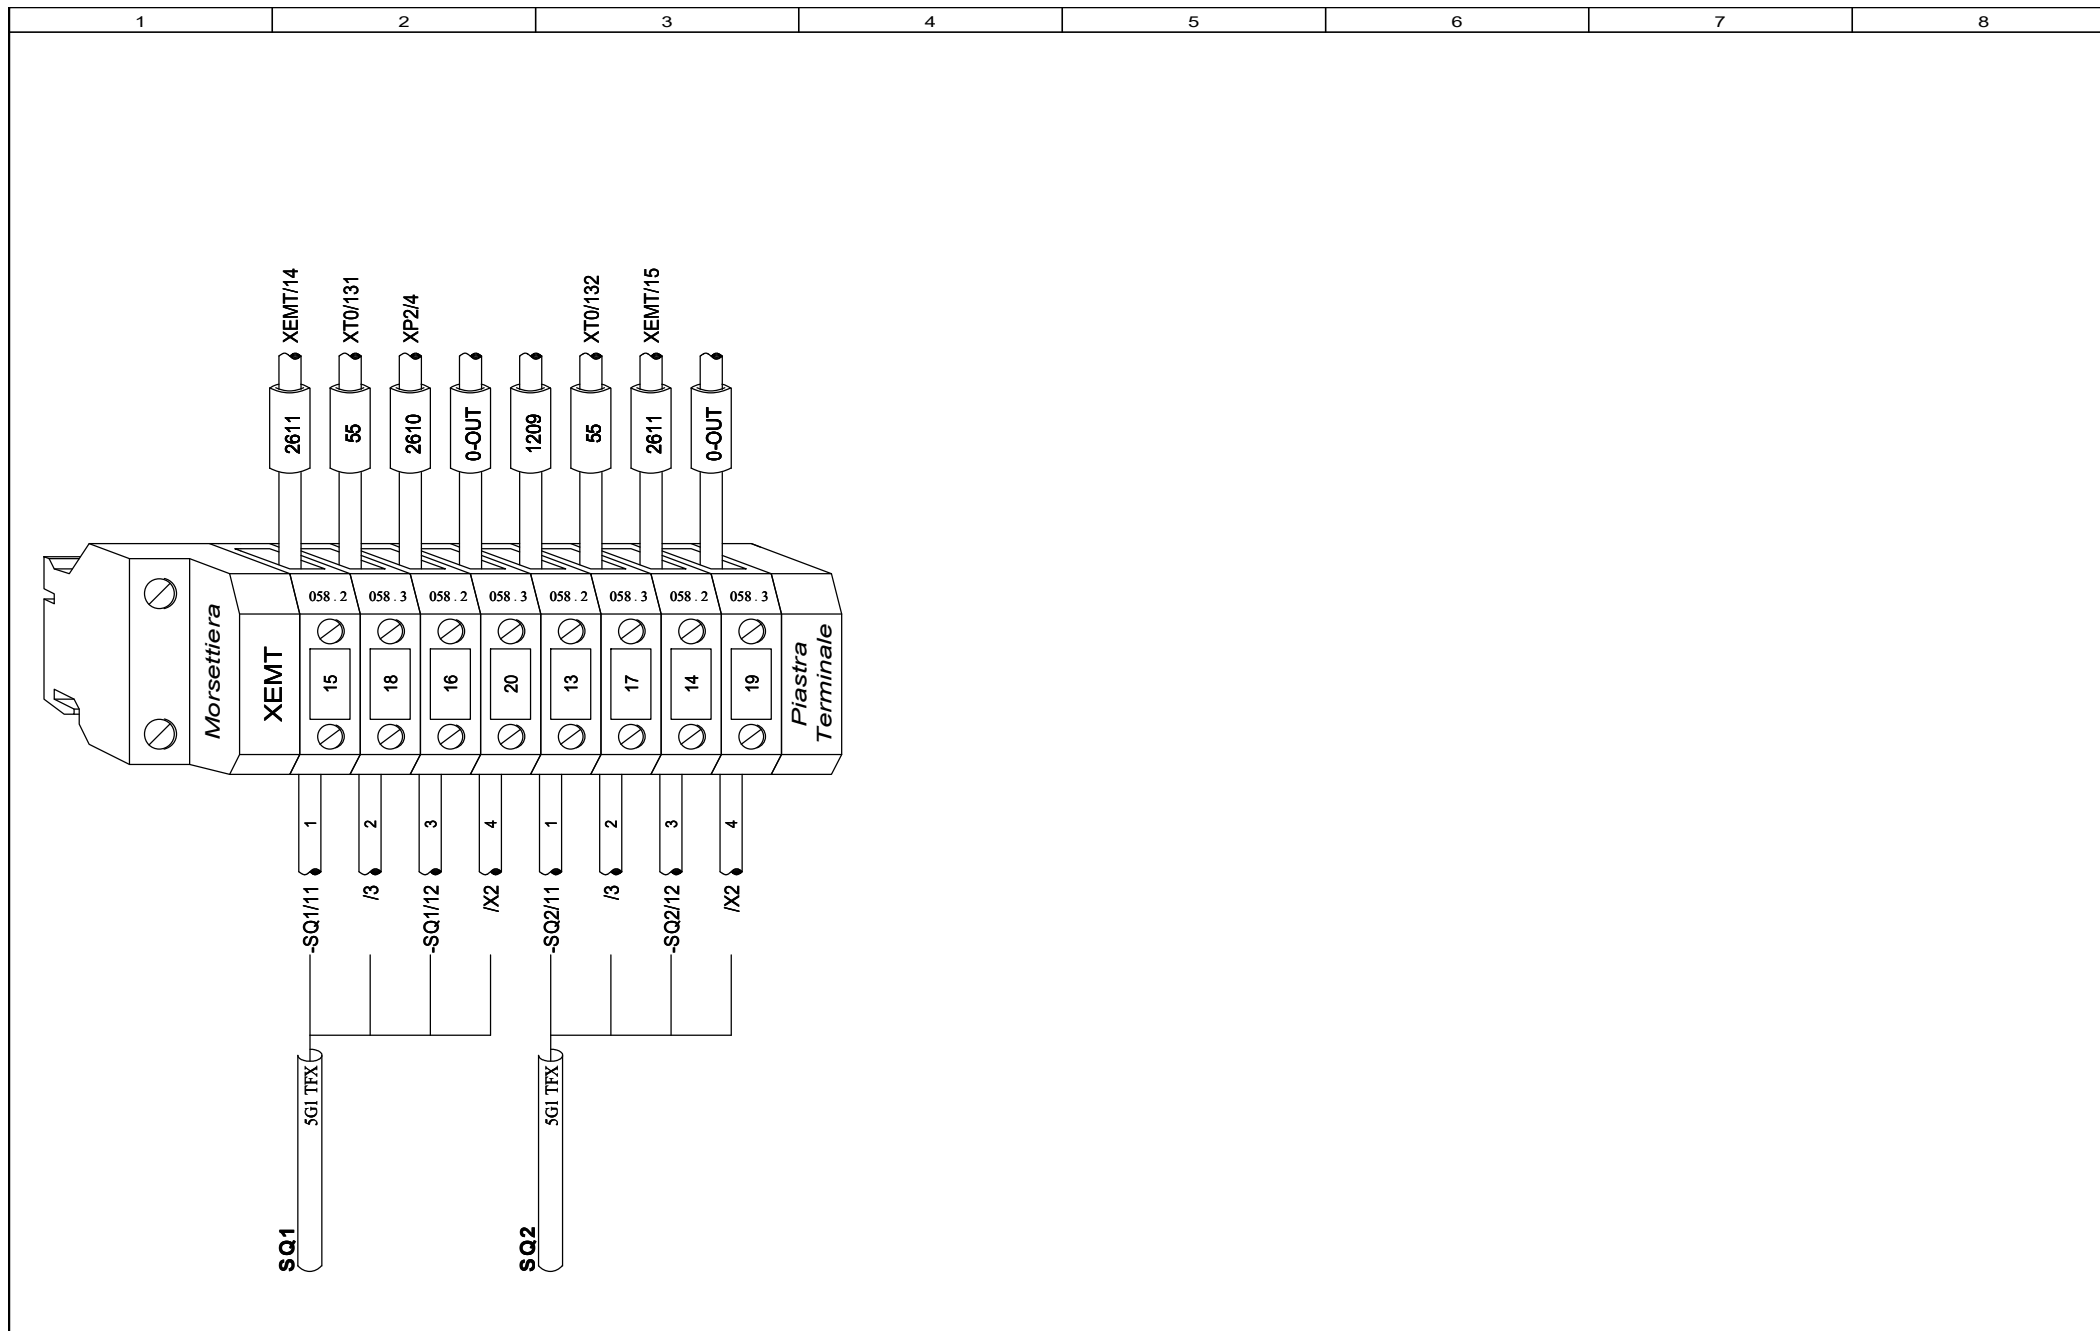 1 2 3 4 5 6 7 8
XEMT/14 XT0/131 XP2/4 XT0/132 XEMT/15
2611 55 2610 0-OUT 1209 55 2611 0-OUT
058.2 058.3 058.2 058.3 058.2 058.3 058.2 058.3
Morsettiera
XEMT
15 18 16 20 13 17 14 19
Piastra
Terminale
1 2 3 4 1 2 3 4
-SQ1/11 /3 -SQ1/12 /X2 -SQ2/11 /3 -SQ2/12 /X2
5G1 TFX 5G1 TFX
SQ1 SQ2